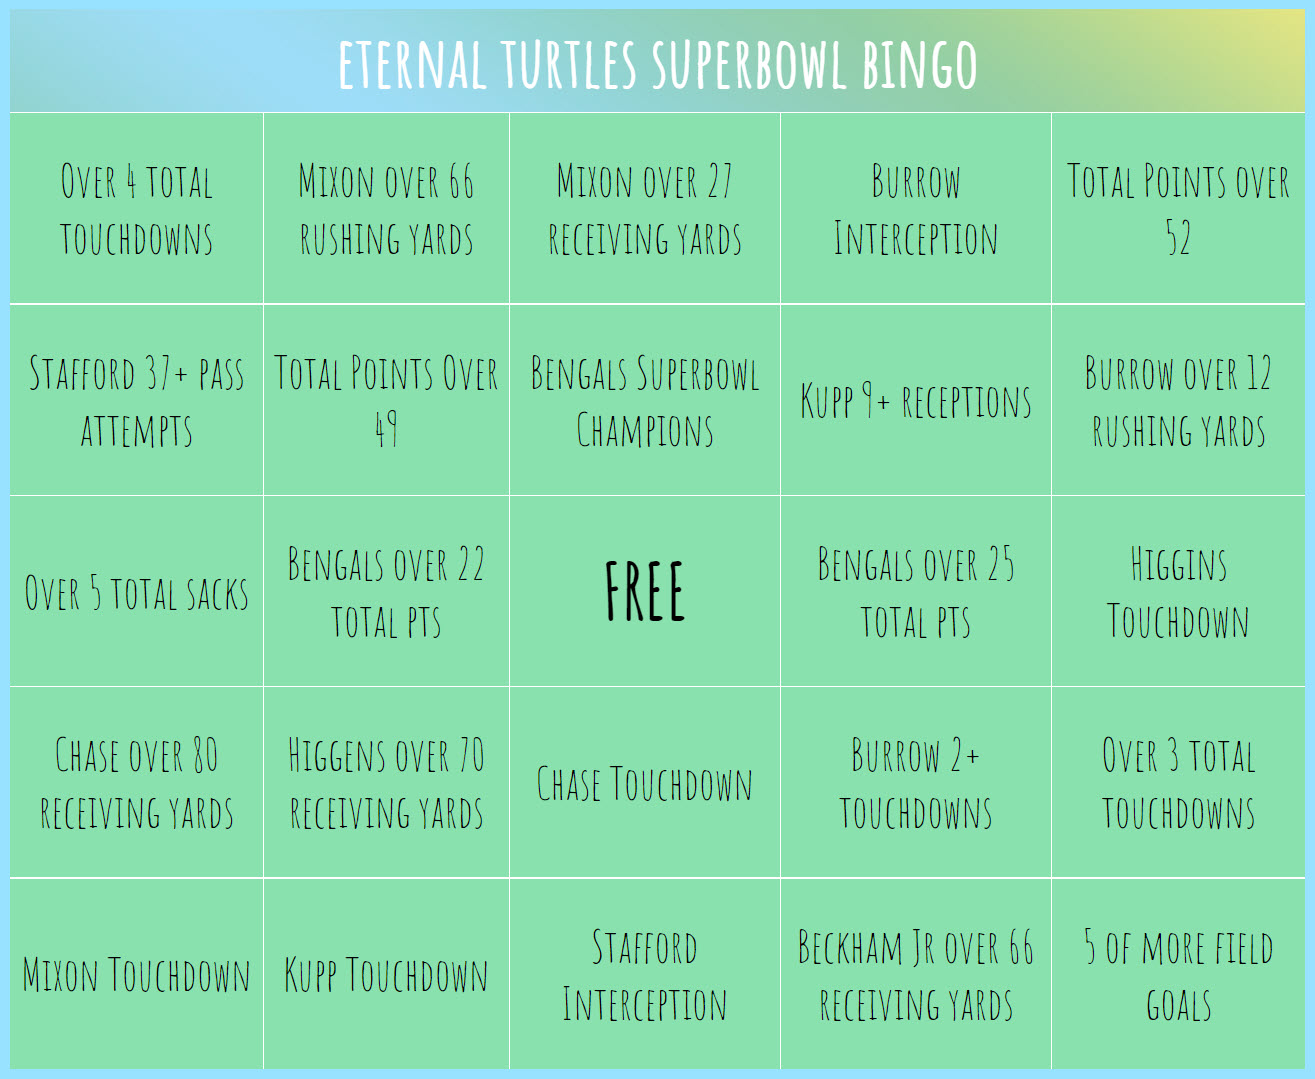 ETERNAL TURTLES SUPERBOWL BINGO
OVER 4 TOTAL
TOUCHDOWNS
MIXON OVER 66
RUSHING YARDS
MIXON OVER 27
RECEIVING YARDS
BURROW
INTERCEPTION
TOTAL POINTS OVER
52
STAFFORD 37+ PASS
ATTEMPTS
TOTAL POINTS OVER
49
BENGALS SUPERBOWL
CHAMPIONS
KUPP 9+ RECEPTIONS
BURROW OVER 12
RUSHING YARDS
OVER 5 TOTAL SACKS
BENGALS OVER 22
TOTAL PTS
FREE
BENGALS OVER 25
TOTAL PTS
HIGGINS
TOUCHDOWN
CHASE OVER 80
RECEIVING YARDS
HIGGENS OVER 70
RECEIVING YARDS
CHASE TOUCHDOWN
BURROW 2+
TOUCHDOWNS
OVER 3 TOTAL
TOUCHDOWNS
MIXON TOUCHDOWN
KUPP TOUCHDOWN
STAFFORD
INTERCEPTION
BECKHAM JR OVER 66
RECEIVING YARDS
5 OF MORE FIELD
GOALS